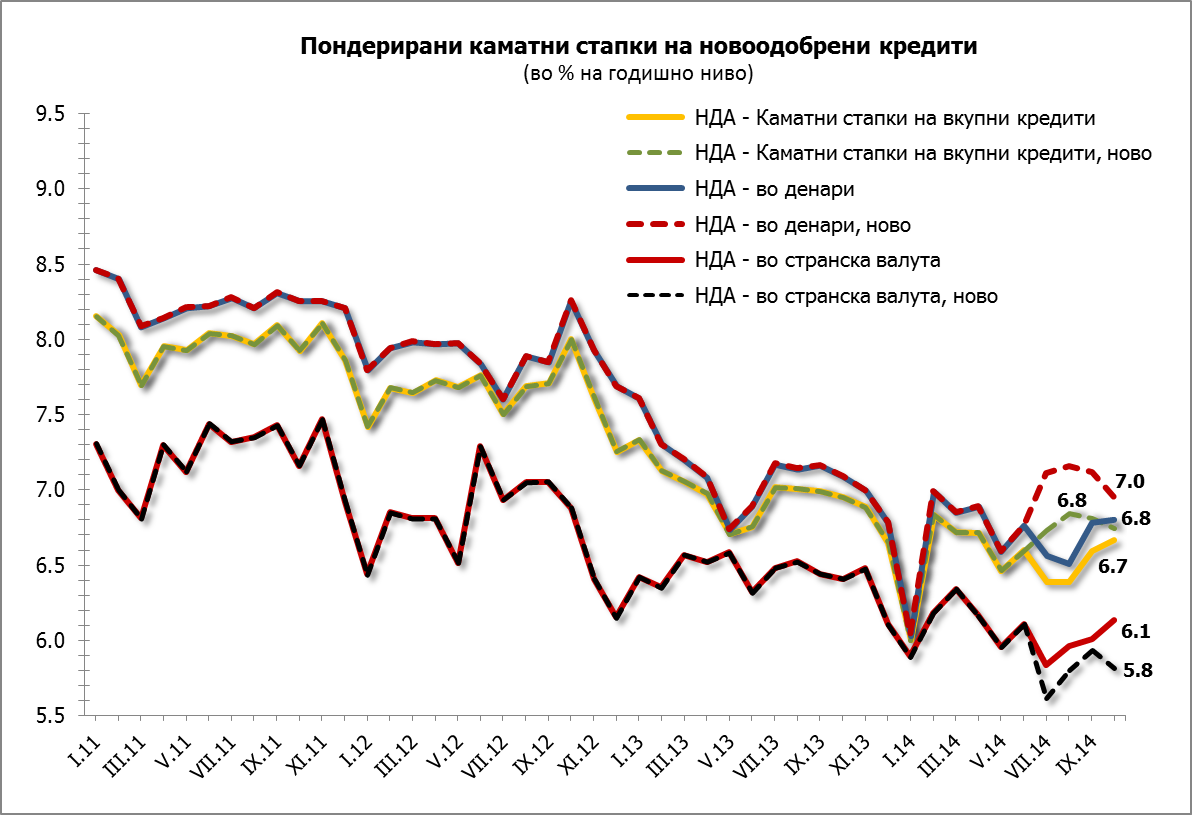 Пондерирани каматни стапки на новоодобрени кредити
(во % на годишно ниво)
НДА - Каматни стапки на вкупни кредити
НДА - Каматни стапки на вкупни кредити, ново
НДА - во денари
НДА - во денари, ново
НДА - во странска валута
НДА - во странска валута, ново
9.5
9.0
8.5
8.0
7.5
7.0
6.5
6.0
5.5
7.0
6.8
6.8
6.7
6.1
5.8
I.11
III.11
V.11
VII.11
IX.11
XI.11
I.12
III.12
V.12
VII.12
IX.12
XI.12
I.13
III.13
V.13
VII.13
IX.13
XI.13
I.14
III.14
V.14
VII.14
IX.14